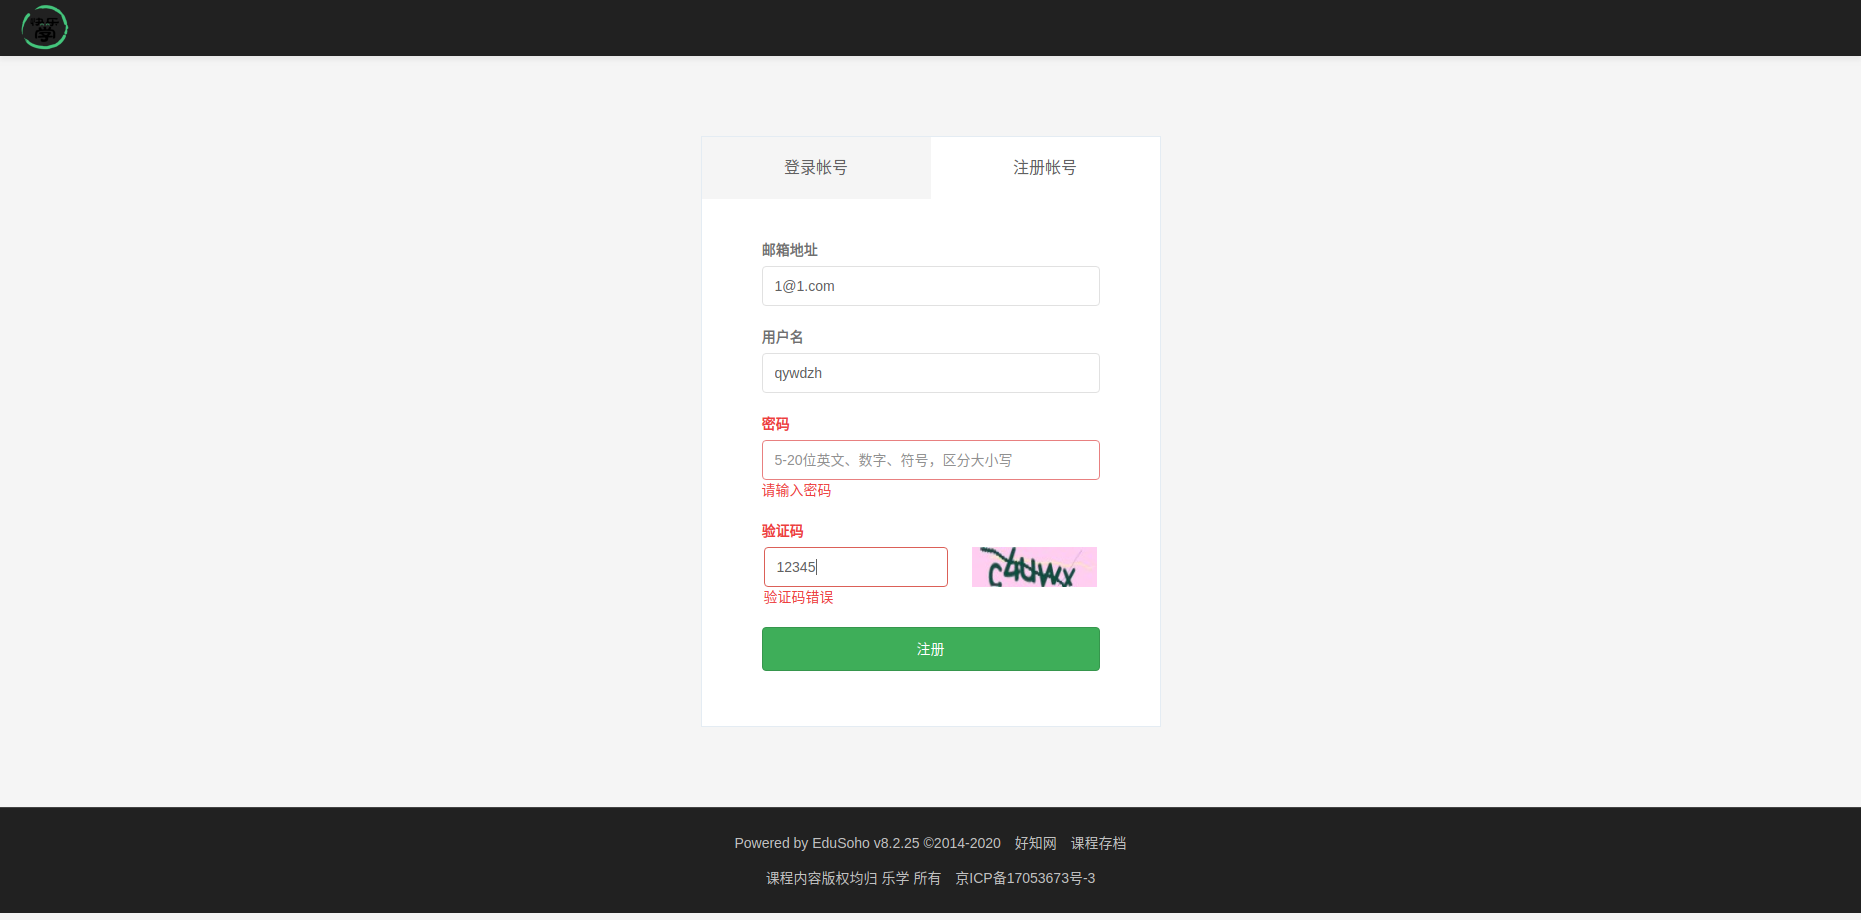 快乐
學
登录帐号 注册帐号
邮箱地址
1@1.com
用户名
qywdzh
密码
5-20位英文、数字、符号，区分大小写
请输入密码
验证码
12345
验证码错误
注册
Powered by EduSoho v8.2.25 ©2014-2020 好知网 课程存档
课程内容版权均归 乐学 所有 京ICP备17053673号-3